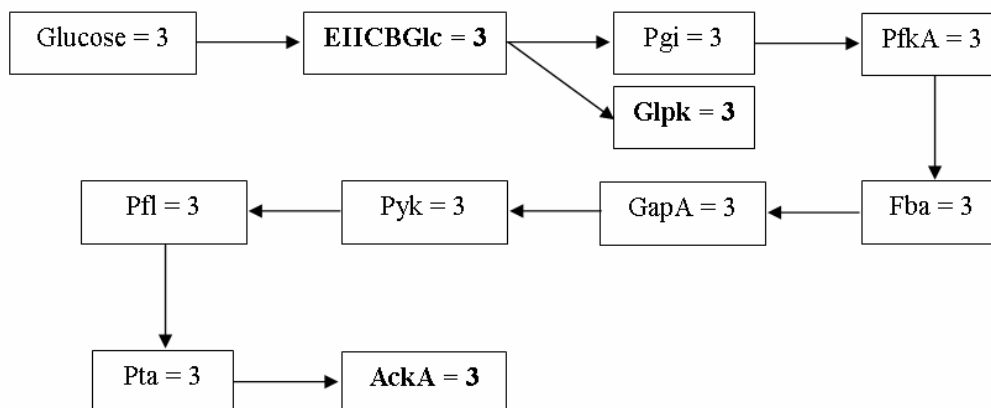 Glucose = 3
EIICBGlc = 3
Pgi = 3
PfkA = 3
Glpk = 3
Pfl = 3
Pyk = 3
GapA = 3
Fba = 3
Pta = 3
AckA = 3